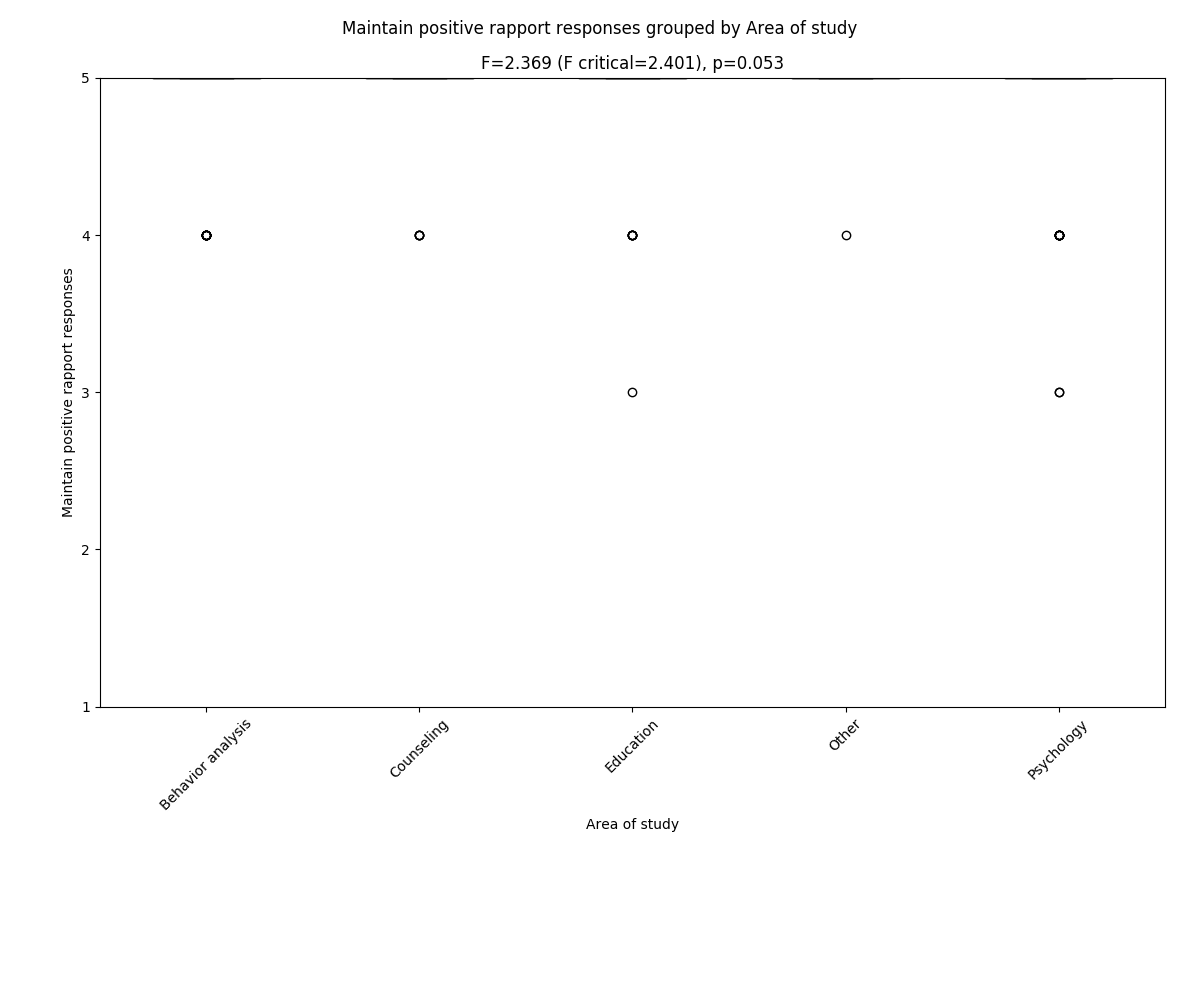 Maintain positive rapport responses grouped by Area of study
F=2.369 (F critical=2.401), p=0.053
5
4
3
2
1
Maintain positive rapport responses
Behavior analysis
Counseling
Education
Other
Psychology
Area of study